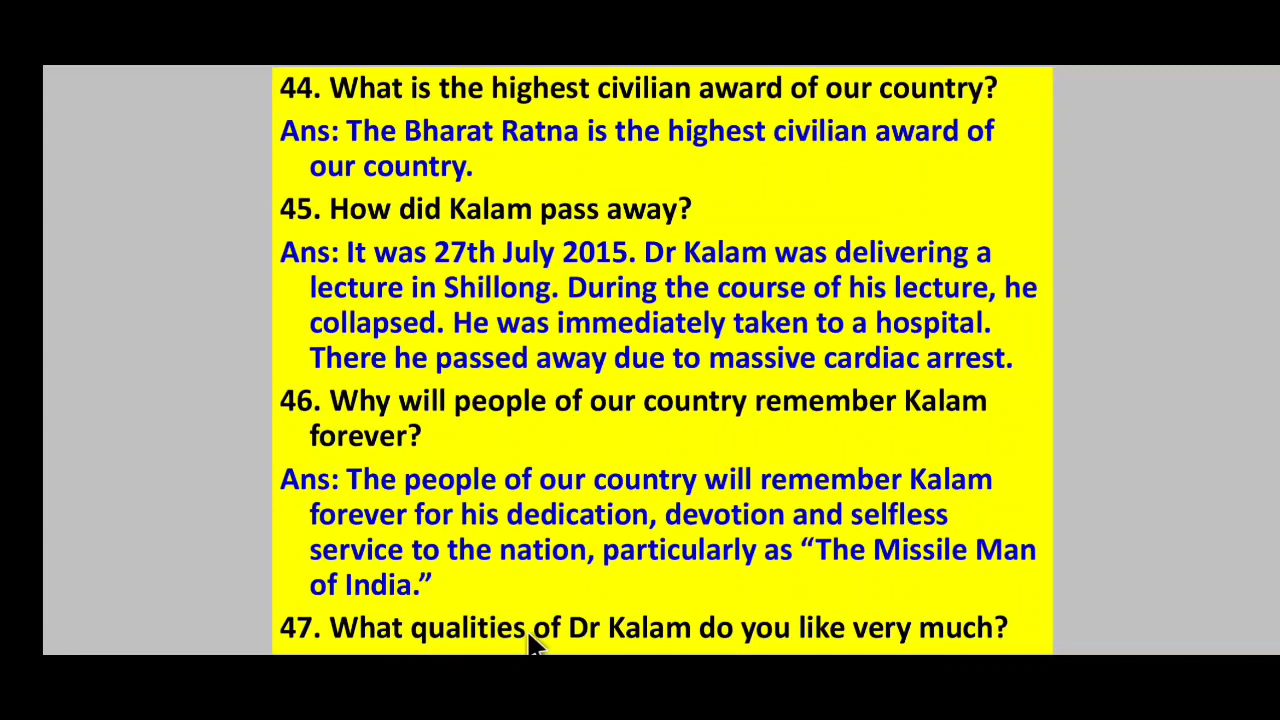 44. What is the highest civilian award of our country?
Ans: The Bharat Ratna is the highest civilian award of
our country.
45. How did Kalam pass away?
Ans: It was 27th July 2015. Dr Kalam was delivering a
lecture in Shillong. During the course of his lecture, he
collapsed. He was immediately taken to a hospital.
There he passed away due to massive cardiac arrest.
46. Why will people of our country remember Kalam
forever?
Ans: The people of our country will remember Kalam
forever for his dedication, devotion and selfless
service to the nation, particularly as “The Missile Man
of India.”
47. What qualities of Dr Kalam do you like very much?